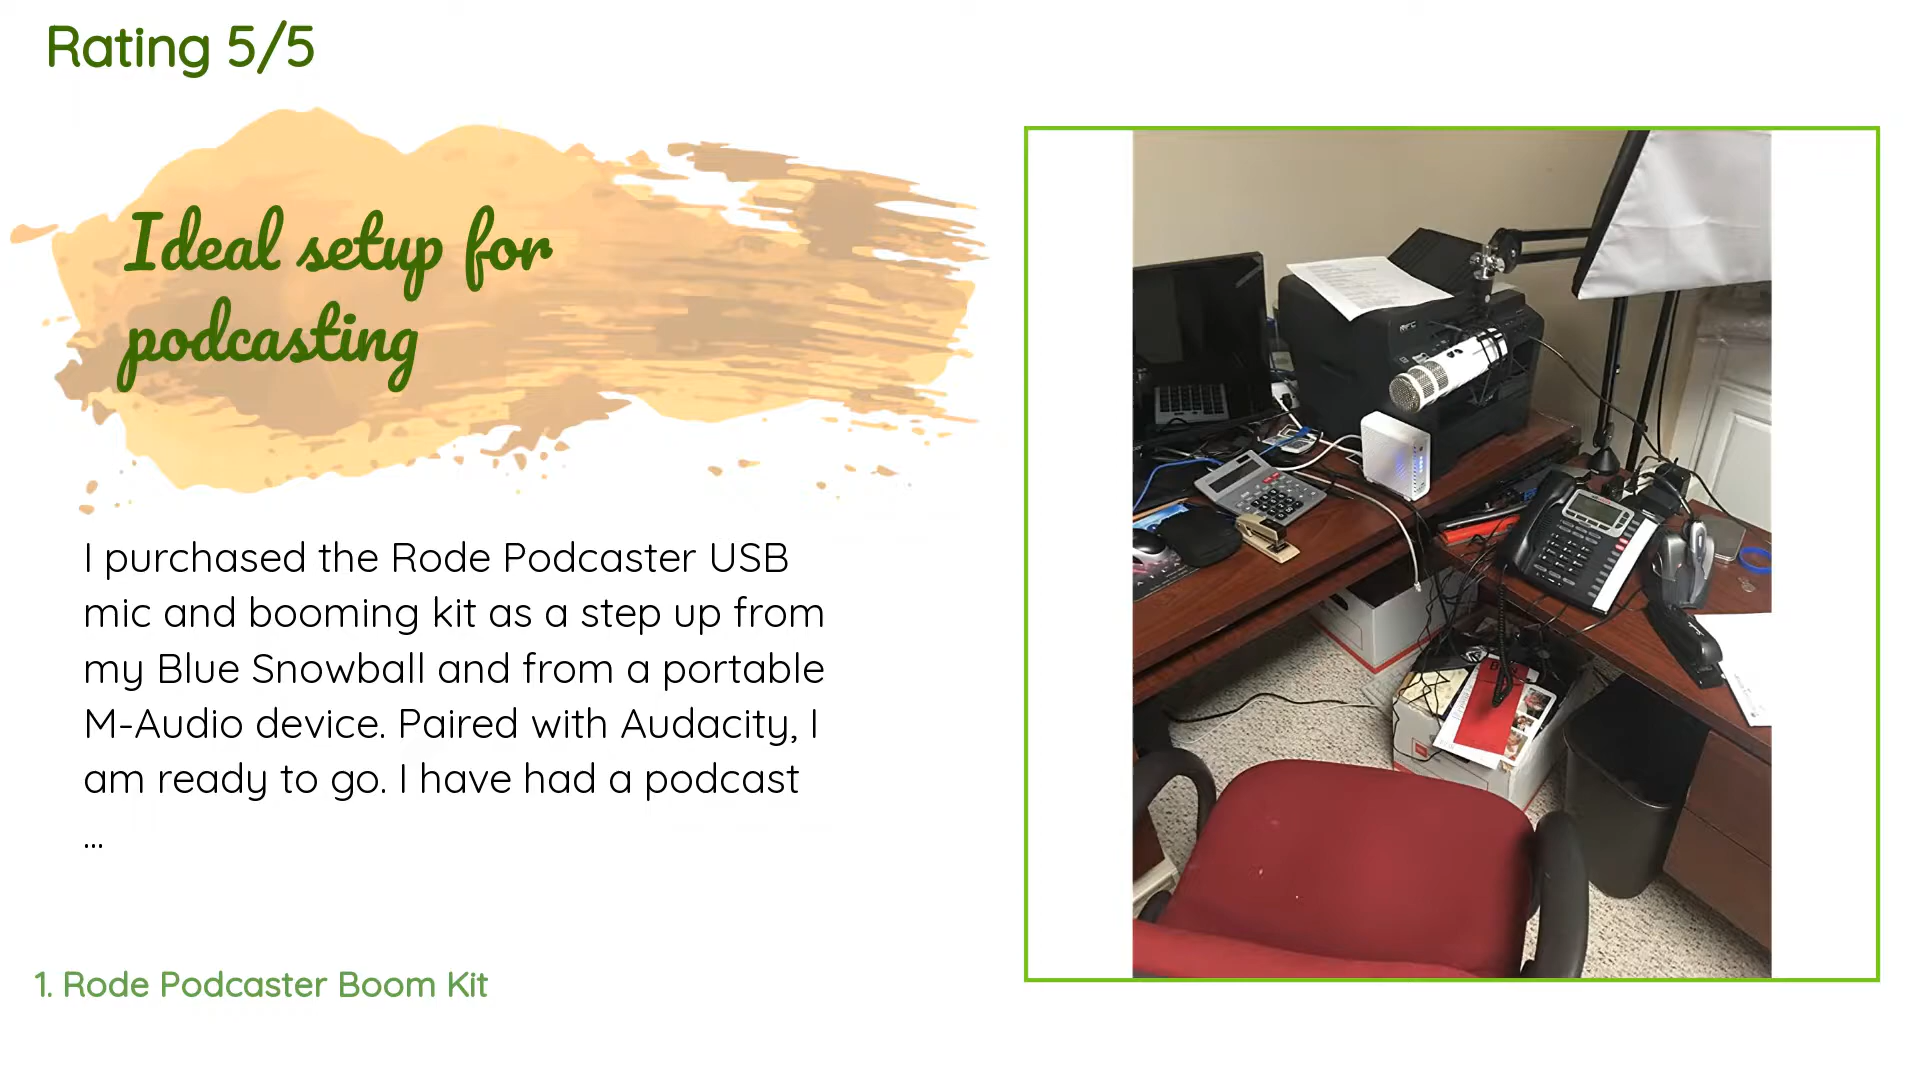 Rating 5/5
Ideal setup for
podcasting
I purchased the Rode Podcaster USB
mic and booming kit as a step up from
my Blue Snowball and from a portable
M-Audio device. Paired with Audacity, I
am ready to go. I have had a podcast
...
1. Rode Podcaster Boom Kit